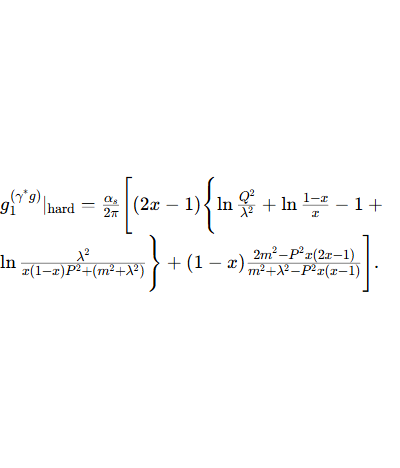 $g_1^{(\gamma^* g)}|_{\rm hard} = \frac{\alpha_s}{2\pi} \Bigg[ (2x-1) \Bigg\{ \ln \frac{Q^2}{\lambda^2} + \ln \frac{1-x}{x} - 1 +$
$\ln \frac{\lambda^2}{x(1-x)P^2+(m^2+\lambda^2)} \Bigg\} + (1-x) \frac{2m^2-P^2x(2x-1)}{m^2+\lambda^2-P^2x(x-1)} \Bigg].$